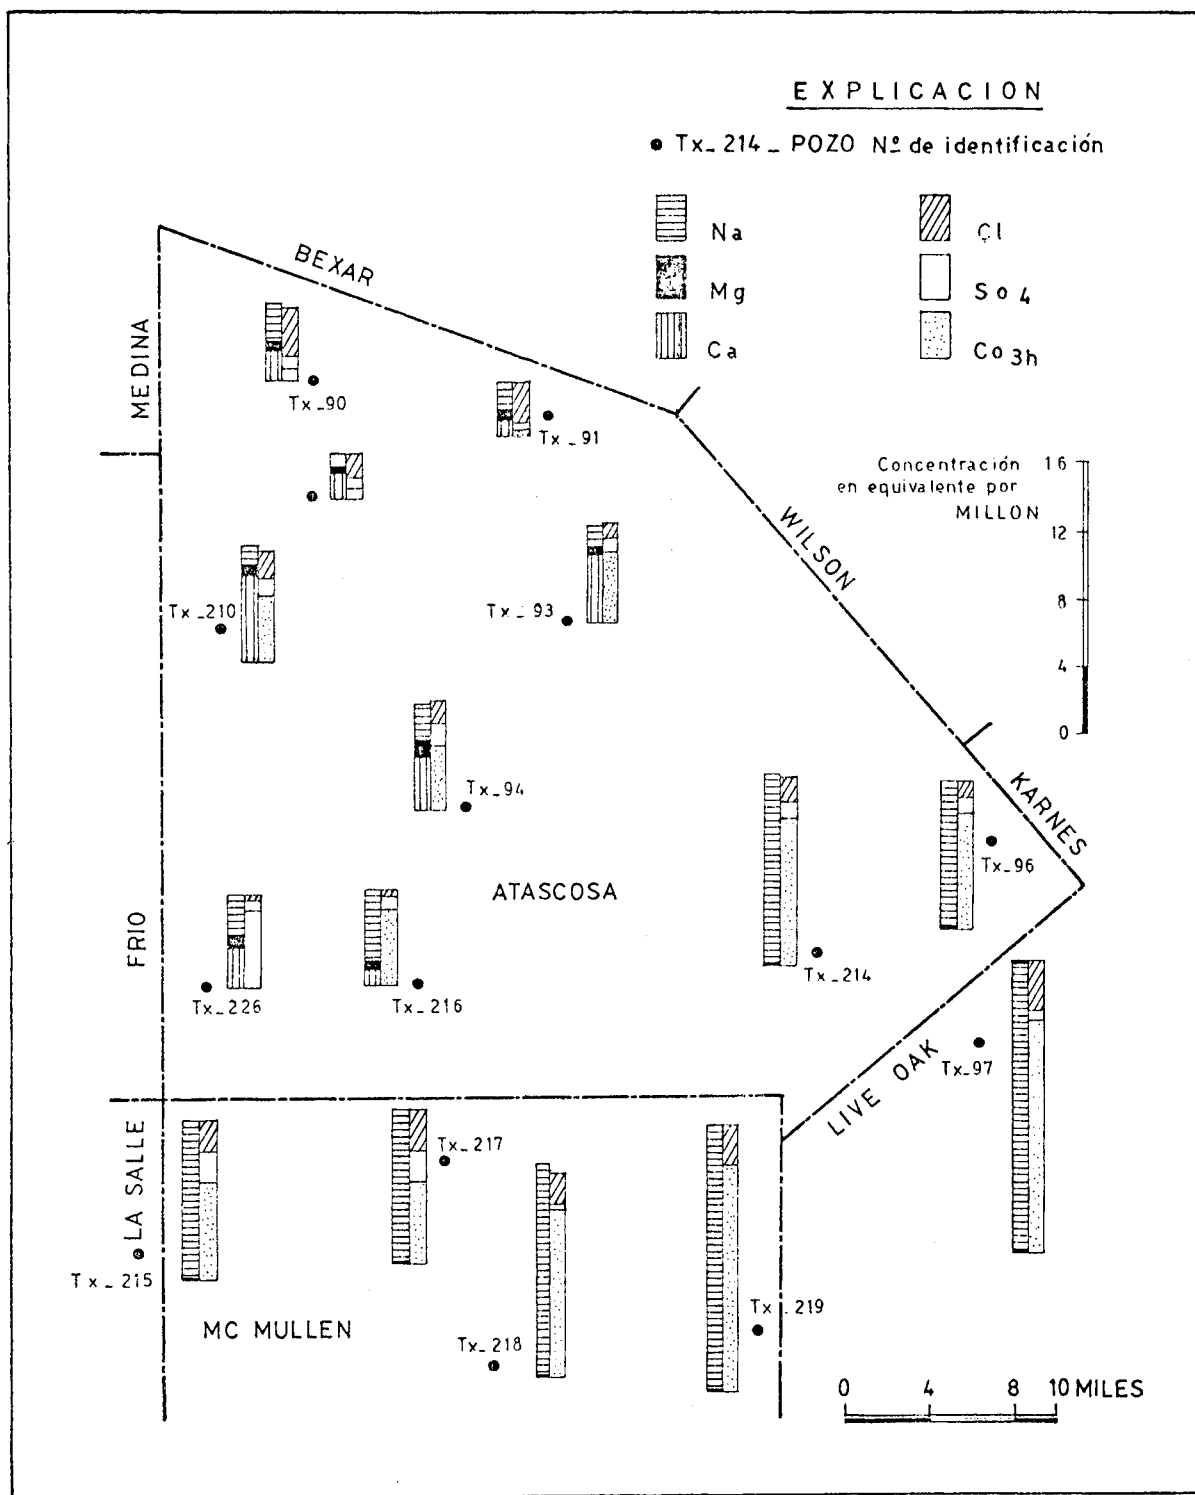 EXPLICACION
Tx_214_ POZO Nº de identificación
Na
Cl
Mg
So4
Ca
Co3h
BEXAR
MEDINA
Tx_90
Tx_91
Concentración
en equivalente por
MILLON
16
12
8
4
0
WILSON
Tx_210
Tx_93
Tx_94
KARNES
Tx_96
ATASCOSA
FRIO
Tx_226
Tx_216
Tx_214
Tx_97
LIVE OAK
LA SALLE
Tx_217
Tx_215
MC MULLEN
Tx_218
Tx_219
0 4 8 10 MILES